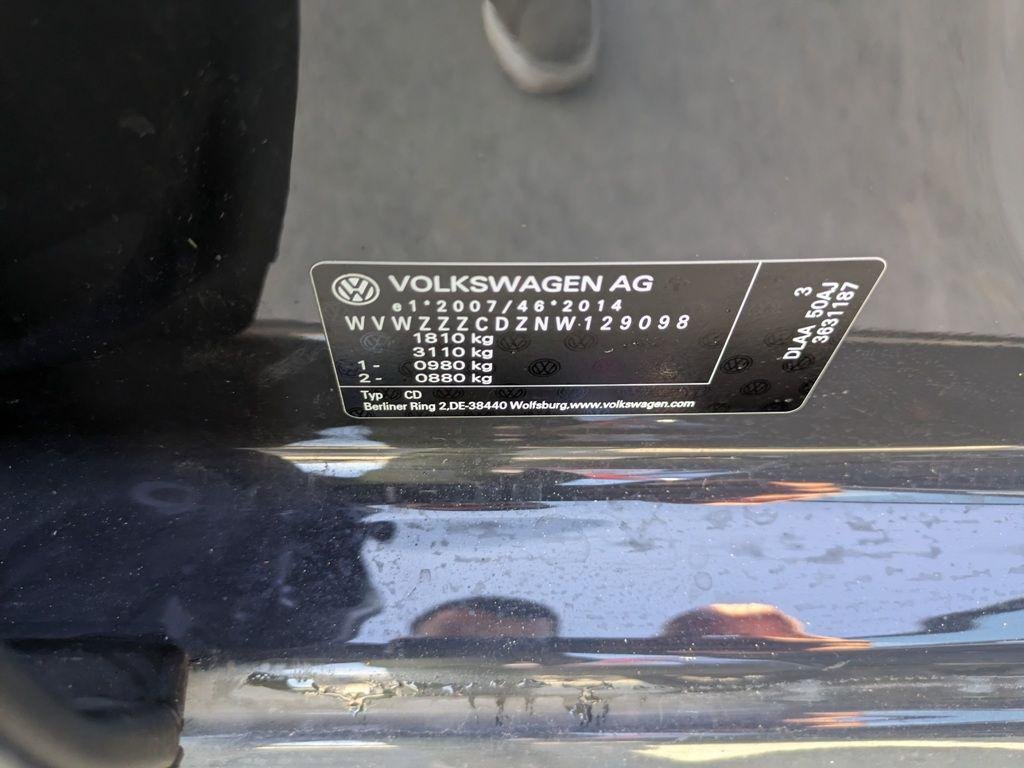 VOLKSWAGEN AG
e1*2007/46*2014
WVWZZZCDZNW129098
1810 kg
3110 kg
1 - 0980 kg
2 - 0880 kg
Typ CD
Berliner Ring 2,DE-38440 Wolfsburg,www.volkswagen.com
3
DLAA 50AJ
3631187